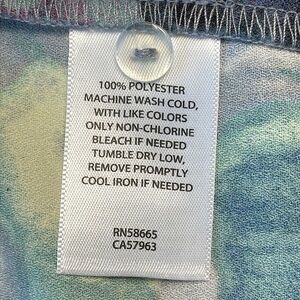 100% POLYESTER
MACHINE WASH COLD,
WITH LIKE COLORS
ONLY NON-CHLORINE
BLEACH IF NEEDED
TUMBLE DRY LOW,
REMOVE PROMPTLY
COOL IRON IF NEEDED
RN58665
CA57963